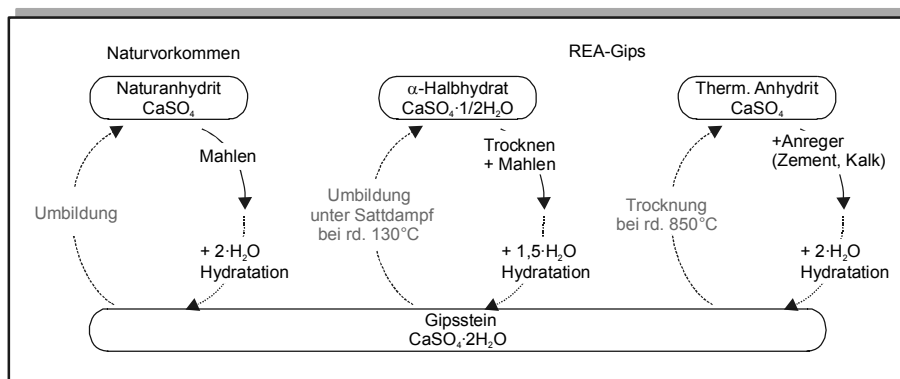 Naturvorkommen
REA-Gips
Naturanhydrit
CaSO₄
α-Halbhydrat
CaSO₄·1/2H₂O
Therm. Anhydrit
CaSO₄
Mahlen
Trocknen
+ Mahlen
+Anreger
(Zement, Kalk)
Umbildung
Umbildung
unter Sattdampf
bei rd. 130°C
Trocknung
bei rd. 850°C
+ 2·H₂O
Hydratation
+ 1,5·H₂O
Hydratation
+ 2·H₂O
Hydratation
Gipsstein
CaSO₄·2H₂O